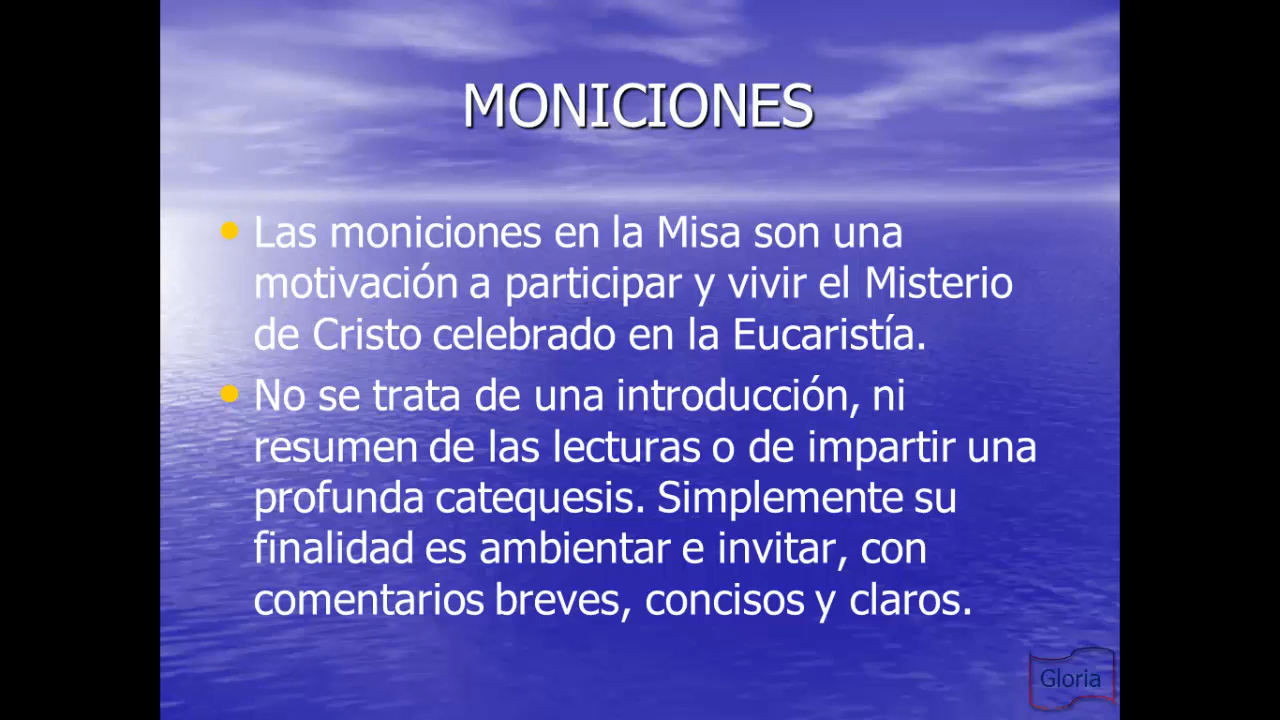 MONICIONES
• Las moniciones en la Misa son una
motivación a participar y vivir el Misterio
de Cristo celebrado en la Eucaristía.
• No se trata de una introducción, ni
resumen de las lecturas o de impartir una
profunda catequesis. Simplemente su
finalidad es ambientar e invitar, con
comentarios breves, concisos y claros.
Gloria